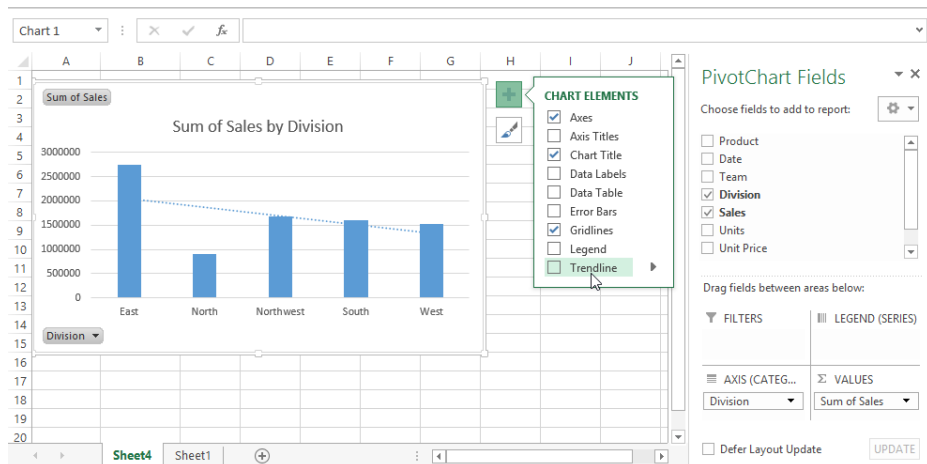 Chart 1
fx
A B C D E F G H I J
1
2
3
4
5
6
7
8
9
10
11
12
13
14
15
16
17
18
19
20
Sum of Sales
Sum of Sales by Division
3000000
2500000
2000000
1500000
1000000
500000
0
East North Northwest South West
Division
CHART ELEMENTS
Axes
Axis Titles
Chart Title
Data Labels
Data Table
Error Bars
Gridlines
Legend
Trendline
PivotChart Fields
Choose fields to add to report:
Product
Date
Team
Division
Sales
Units
Unit Price
Drag fields between areas below:
FILTERS
LEGEND (SERIES)
AXIS (CATEG...
Σ VALUES
Division
Sum of Sales
Defer Layout Update
UPDATE
Sheet4 Sheet1